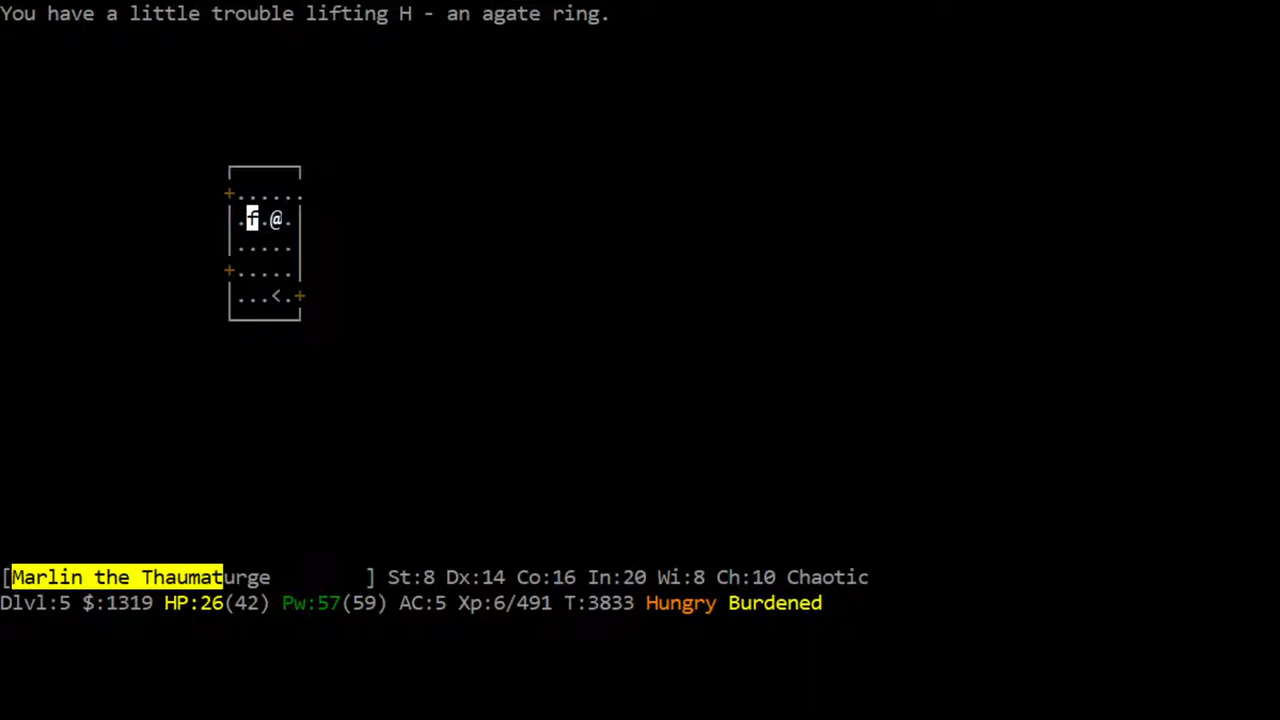 You have a little trouble lifting H - an agate ring.
┌─────┐
+......
|.f.@.|
|.....|
+.....|
|...<.+
└─────┘
[Marlin the Thaumaturge        ] St:8 Dx:14 Co:16 In:20 Wi:8 Ch:10 Chaotic
Dlvl:5 $:1319 HP:26(42) Pw:57(59) AC:5 Xp:6/491 T:3833 Hungry Burdened